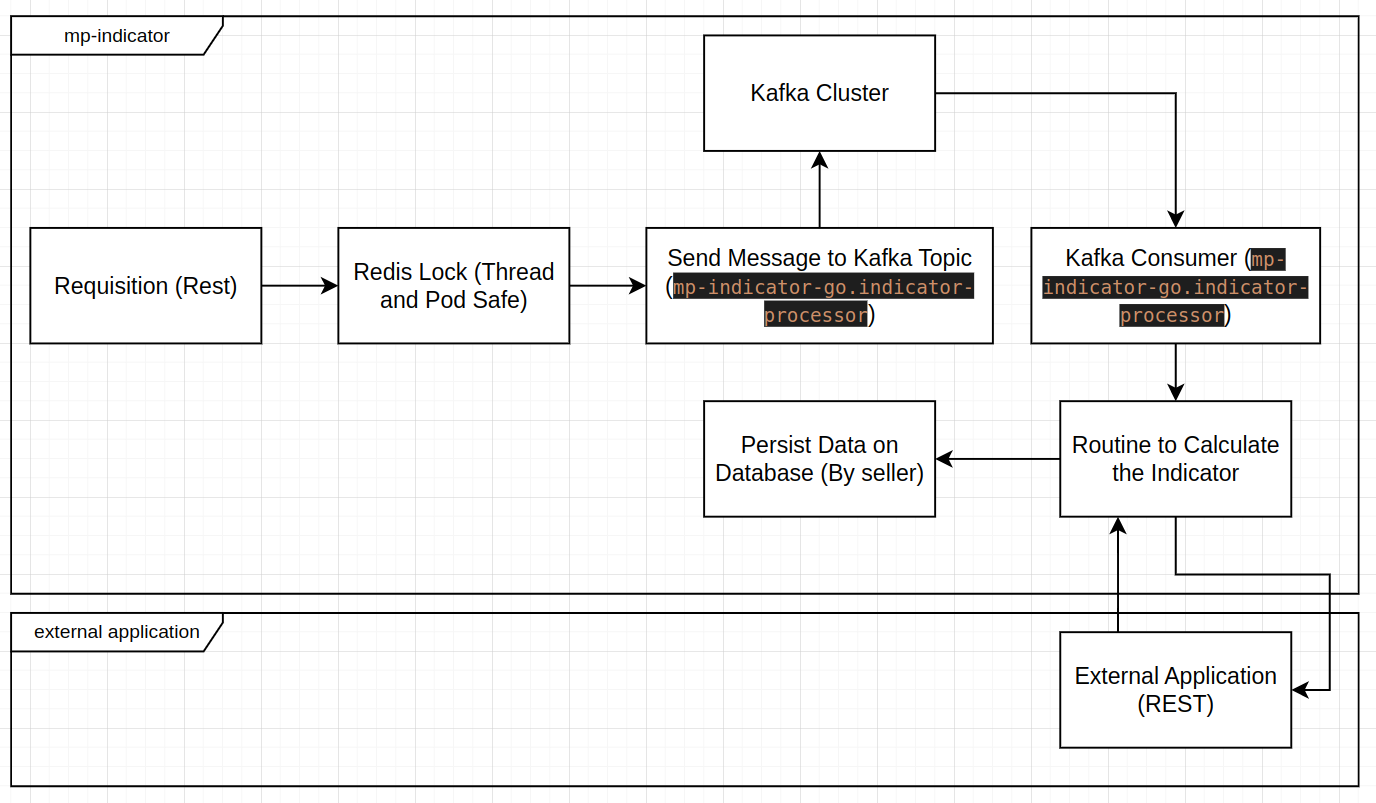 mp-indicator
Kafka Cluster
Requisition (Rest)
Redis Lock (Thread
and Pod Safe)
Send Message to Kafka Topic
(mp-indicator-go.indicator-
processor)
Kafka Consumer (mp-
indicator-go.indicator-
processor)
Persist Data on
Database (By seller)
Routine to Calculate
the Indicator
external application
External Application
(REST)